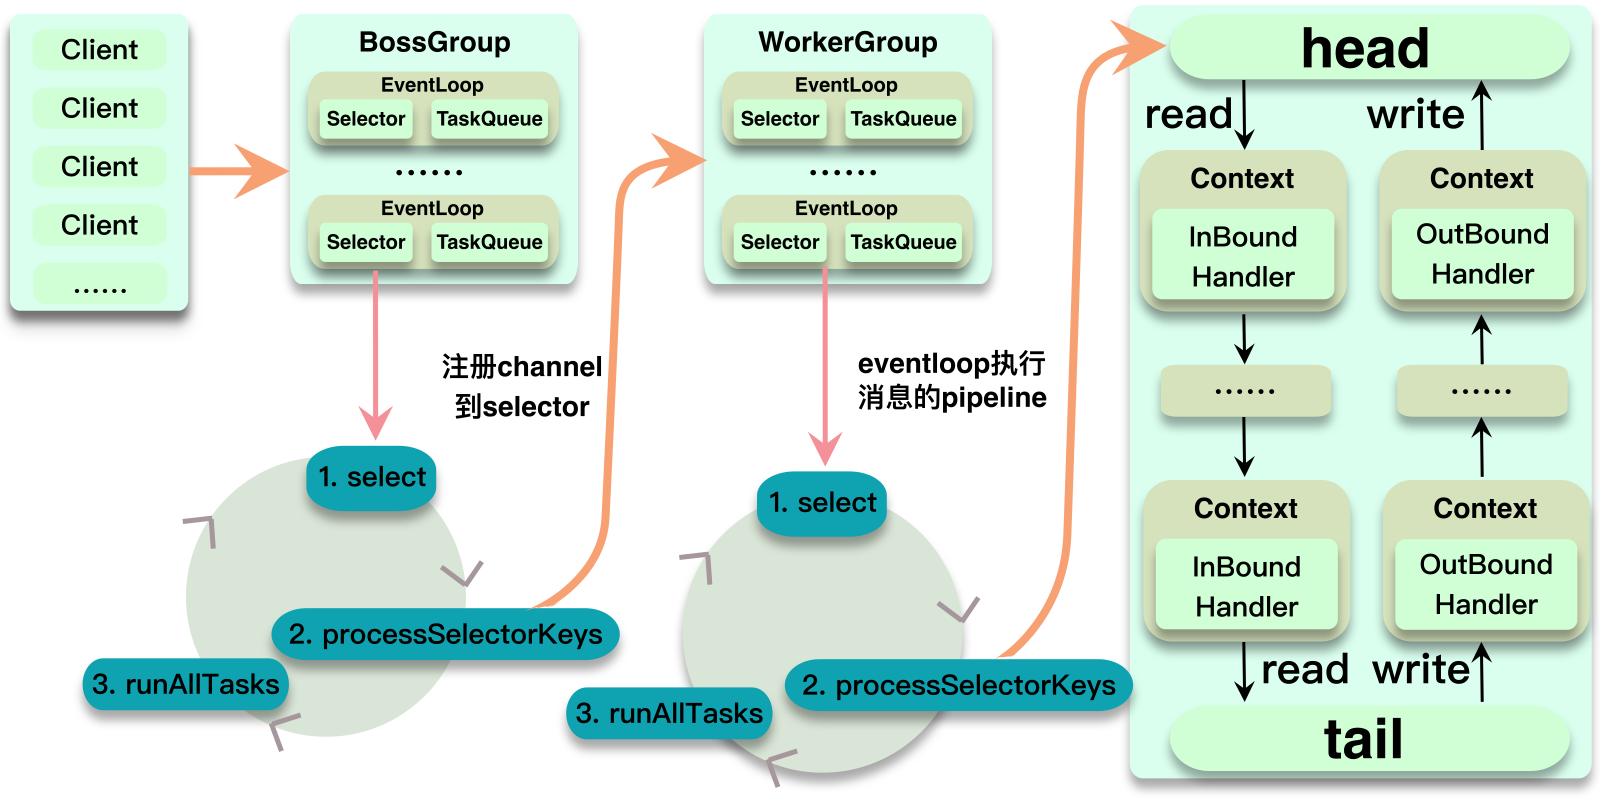 Client
Client
Client
Client
......
BossGroup
EventLoop
Selector
TaskQueue
......
EventLoop
Selector
TaskQueue
注册channel
到selector
1. select
2. processSelectorKeys
3. runAllTasks
WorkerGroup
EventLoop
Selector
TaskQueue
......
EventLoop
Selector
TaskQueue
eventloop执行
消息的pipeline
1. select
2. processSelectorKeys
3. runAllTasks
head
read
write
Context
InBound
Handler
Context
OutBound
Handler
......
......
Context
InBound
Handler
Context
OutBound
Handler
read
write
tail